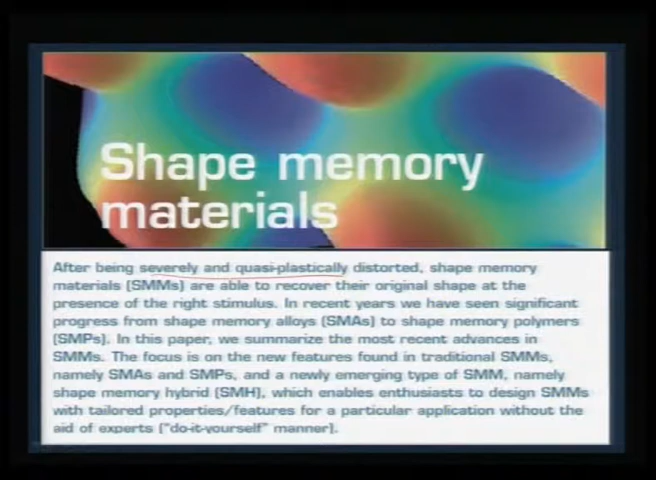 Shape memory
materials
After being severely and quasi-plastically distorted, shape memory
materials (SMMs) are able to recover their original shape at the
presence of the right stimulus. In recent years we have seen significant
progress from shape memory alloys (SMAs) to shape memory polymers
(SMPs). In this paper, we summarize the most recent advances in
SMMs. The focus is on the new features found in traditional SMMs,
namely SMAs and SMPs, and a newly emerging type of SMM, namely
shape memory hybrid (SMH), which enables enthusiasts to design SMMs
with tailored properties/features for a particular application without the
aid of experts ("do-it-yourself" manner).